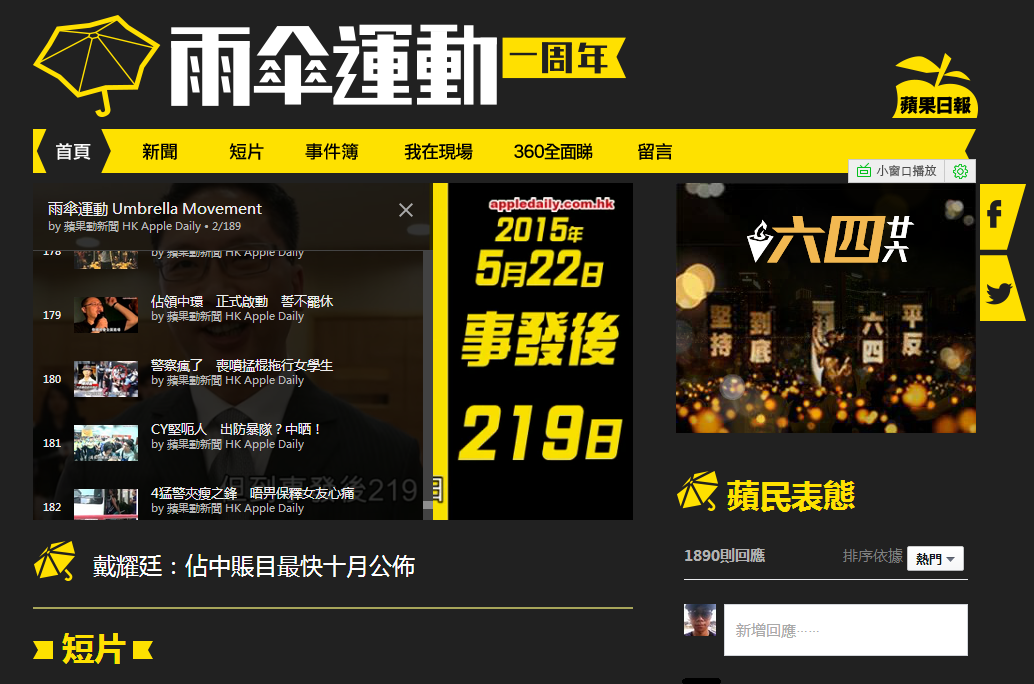 雨傘運動
一周年
蘋果日報
首頁
新聞
短片
事件簿
我在現場
360全面睇
留言
小窗口播放
雨傘運動 Umbrella Movement
by 蘋果動新聞 HK Apple Daily • 2/189
178
by 蘋果動新聞 HK Apple Daily
179
佔領中環 正式啟動 誓不罷休
by 蘋果動新聞 HK Apple Daily
180
警察瘋了 喪噴掹棍拖行女學生
by 蘋果動新聞 HK Apple Daily
181
CY堅呃人 出防暴隊？中晒！
by 蘋果動新聞 HK Apple Daily
182
4猛警夾瘦之鋒 唔畀保釋女友心痛
by 蘋果動新聞 HK Apple Daily
但到事發後219日
appledaily.com.hk
2015年
5月22日
事發後
219日
六四廿六
堅持
到底
六四
平反
蘋民表態
1890則回應
排序依據
熱門
新增回應……
戴耀廷：佔中賬目最快十月公佈
短片